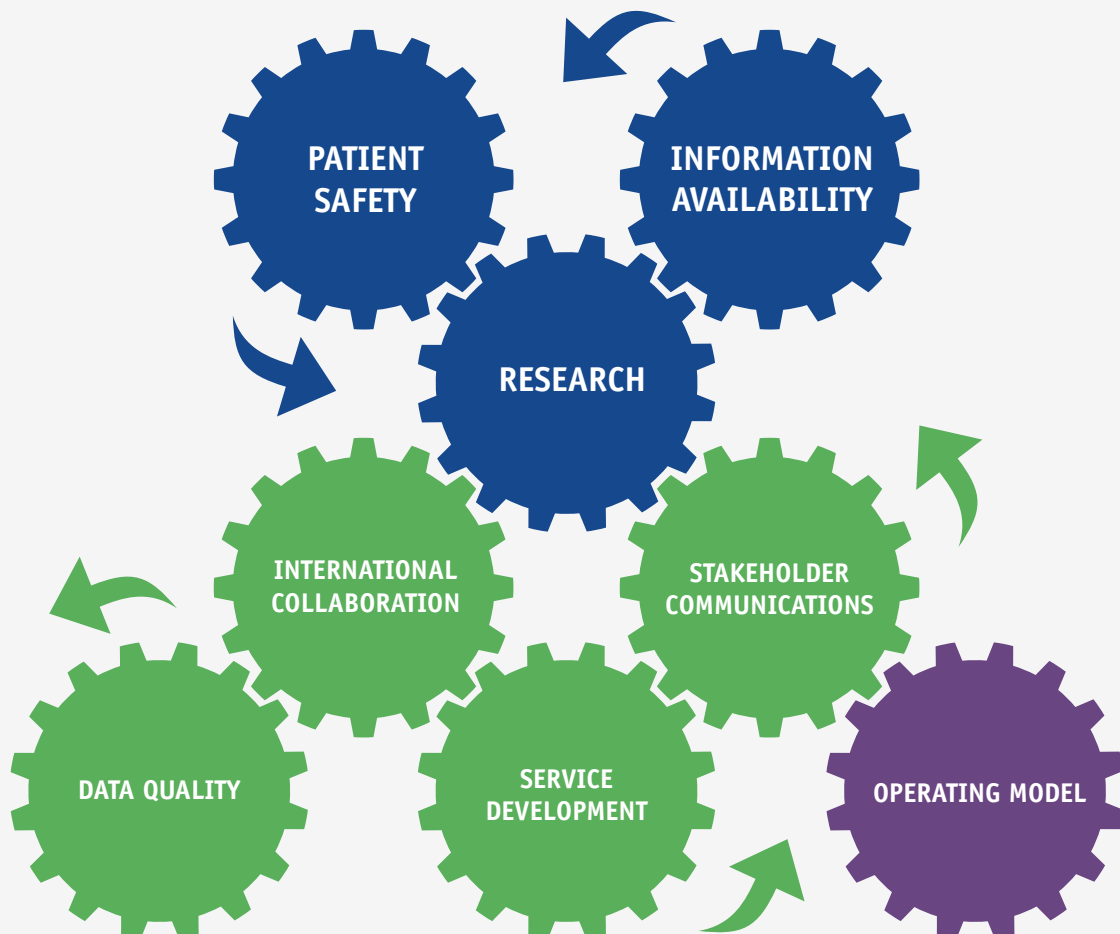 PATIENT
SAFETY
INFORMATION
AVAILABILITY
RESEARCH
INTERNATIONAL
COLLABORATION
STAKEHOLDER
COMMUNICATIONS
DATA QUALITY
SERVICE
DEVELOPMENT
OPERATING MODEL